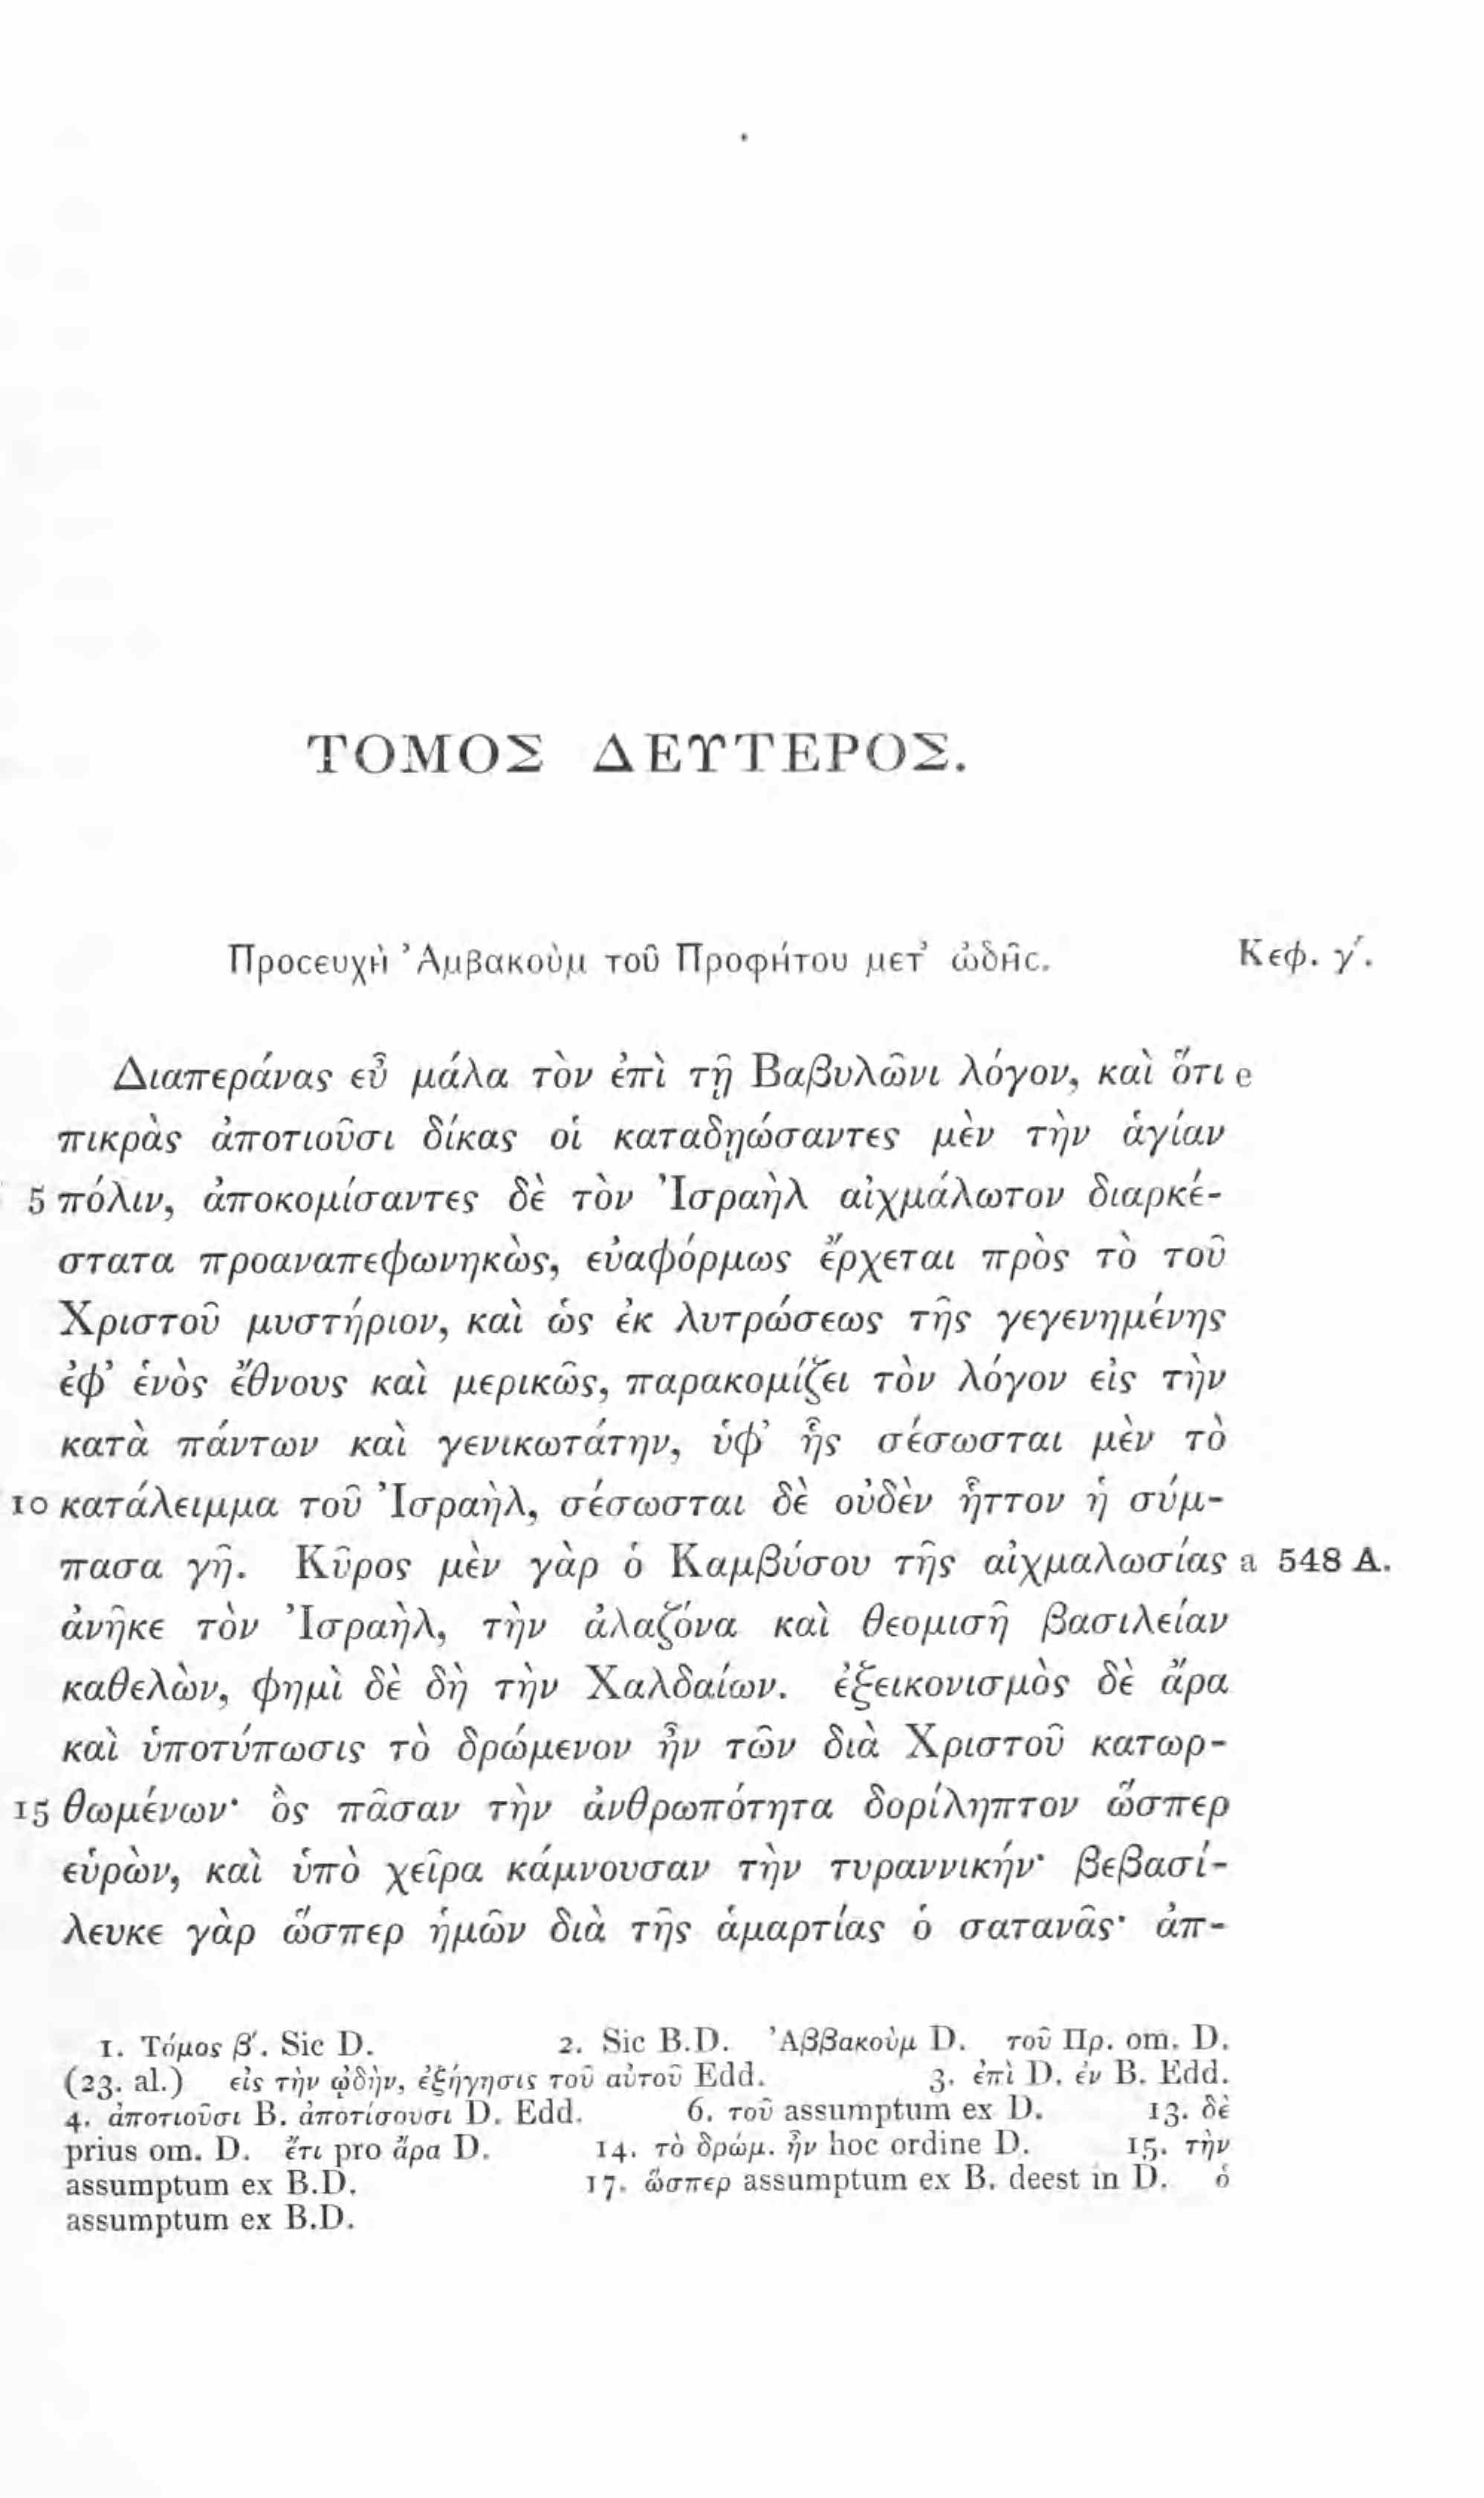 ΤΟΜΟΣ ΔΕΥΤΕΡΟΣ.
Προσευχὴ Ἀμβακοὺμ τοῦ Προφήτου μετ’ ὠδῆς. Κεφ. γʹ.
Διαπεράνας εὖ μάλα τὸν ἐπὶ τῇ Βαβυλῶνι λόγον, καὶ ὅτι e
πικρὰς ἀποτιοῦσι δίκας οἱ καταδῃώσαντες μὲν τὴν ἁγίαν
5 πόλιν, ἀποκομίσαντες δὲ τὸν Ἰσραὴλ αἰχμάλωτον διαρκέ-
στατα προαναπεφωνηκὼς, εὐαφόρμως ἔρχεται πρὸς τὸ τοῦ
Χριστοῦ μυστήριον, καὶ ὡς ἐκ λυτρώσεως τῆς γεγενημένης
ἐφ’ ἑνὸς ἔθνους καὶ μερικῶς, παρακομίζει τὸν λόγον εἰς τὴν
κατὰ πάντων καὶ γενικωτάτην, ὑφ’ ἧς σέσωσται μὲν τὸ
10 κατάλειμμα τοῦ Ἰσραὴλ, σέσωσται δὲ οὐδὲν ἧττον ἡ σύμ-
πασα γῆ. Κῦρος μὲν γὰρ ὁ Καμβύσου τῆς αἰχμαλωσίας a 548 A.
ἀνῆκε τὸν Ἰσραὴλ, τὴν ἀλαζόνα καὶ θεομισῆ βασιλείαν
καθελὼν, φημὶ δὲ δὴ τὴν Χαλδαίων. ἐξεικονισμὸς δὲ ἄρα
καὶ ὑποτύπωσις τὸ δρώμενον ἦν τῶν διὰ Χριστοῦ κατωρ-
15 θωμένων· ὃς πᾶσαν τὴν ἀνθρωπότητα δορίληπτον ὥσπερ
εὑρὼν, καὶ ὑπὸ χεῖρα κάμνουσαν τὴν τυραννικήν· βεβασί-
λευκε γὰρ ὥσπερ ἡμῶν διὰ τῆς ἁμαρτίας ὁ σατανᾶς· ἀπ-
1. Τόμος βʹ. Sic D. 2. Sic B.D. Ἀββακοὺμ D. τοῦ Πρ. om. D.
(23. al.) εἰς τὴν ᾠδὴν, ἐξήγησις τοῦ αὐτοῦ Edd. 3. ἐπὶ D. ἐν B. Edd.
4. ἀποτιοῦσι B. ἀποτίσουσι D. Edd. 6. τοῦ assumptum ex D. 13. δὲ
prius om. D. ἔτι pro ἄρα D. 14. τὸ δρώμ. ἦν hoc ordine D. 15. τὴν
assumptum ex B.D. 17. ὥσπερ assumptum ex B. deest in D. ὁ
assumptum ex B.D.